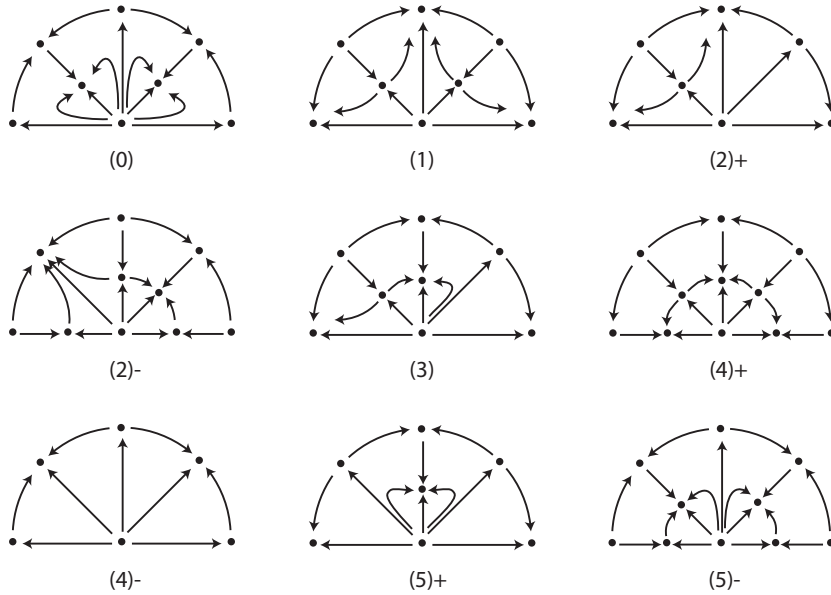 (0) (1) (2)+
(2)- (3) (4)+
(4)- (5)+ (5)-